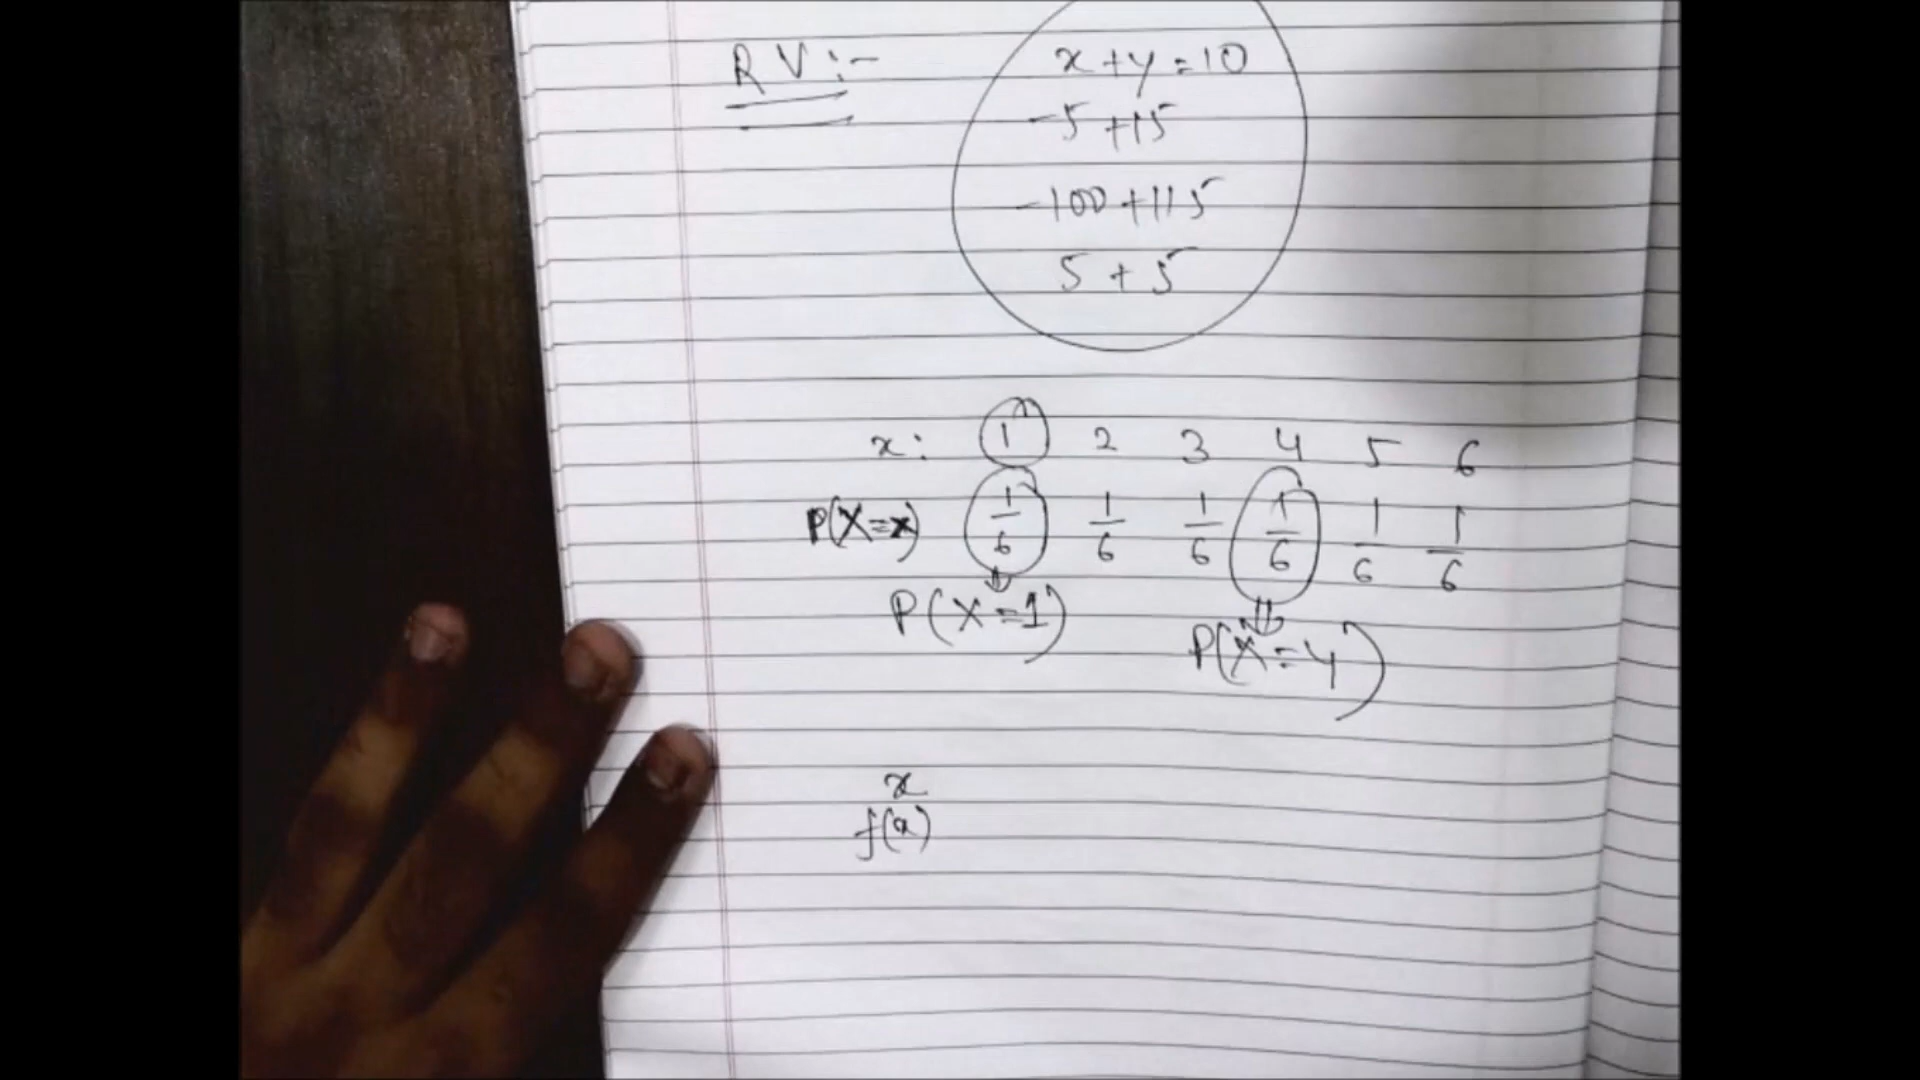 RV:-
x+y=10
-5+15
-100+115
5+5
x: 1 2 3 4 5 6
P(X=x) 1/6 1/6 1/6 1/6 1/6 1/6
P(X=1) P(X=4)
x
f(x)